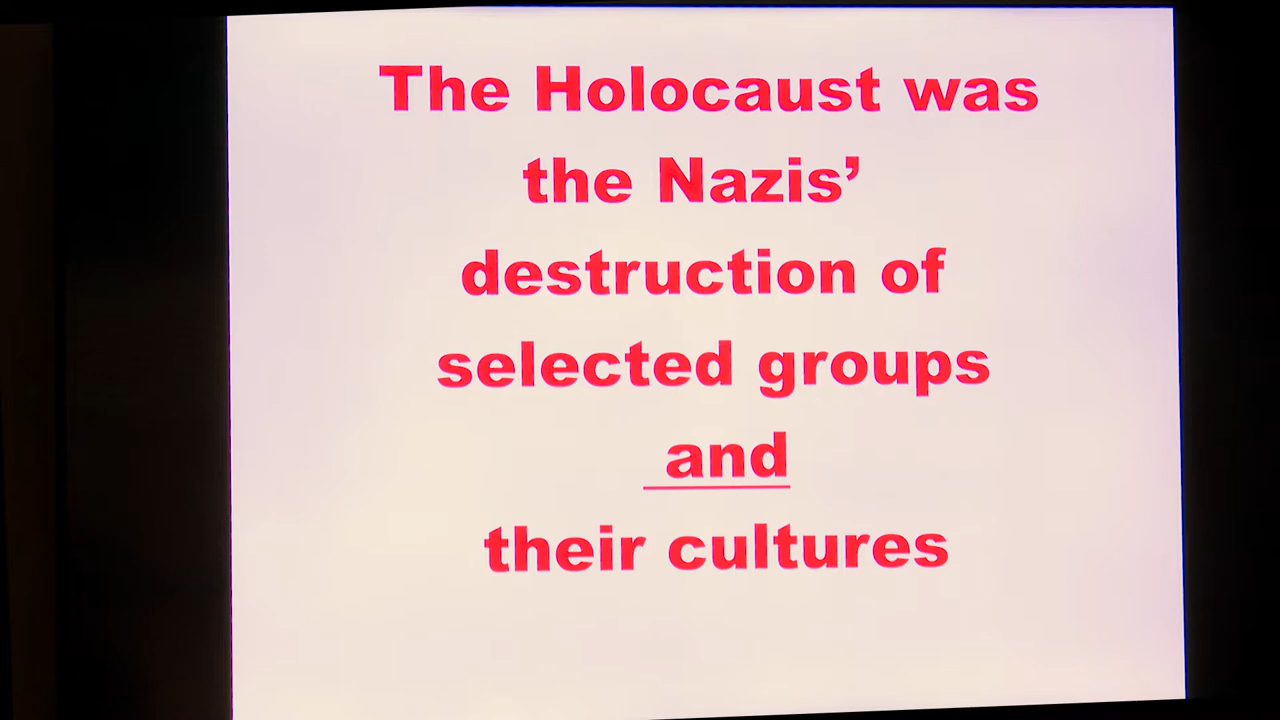 The Holocaust was
the Nazis’
destruction of
selected groups
and
their cultures